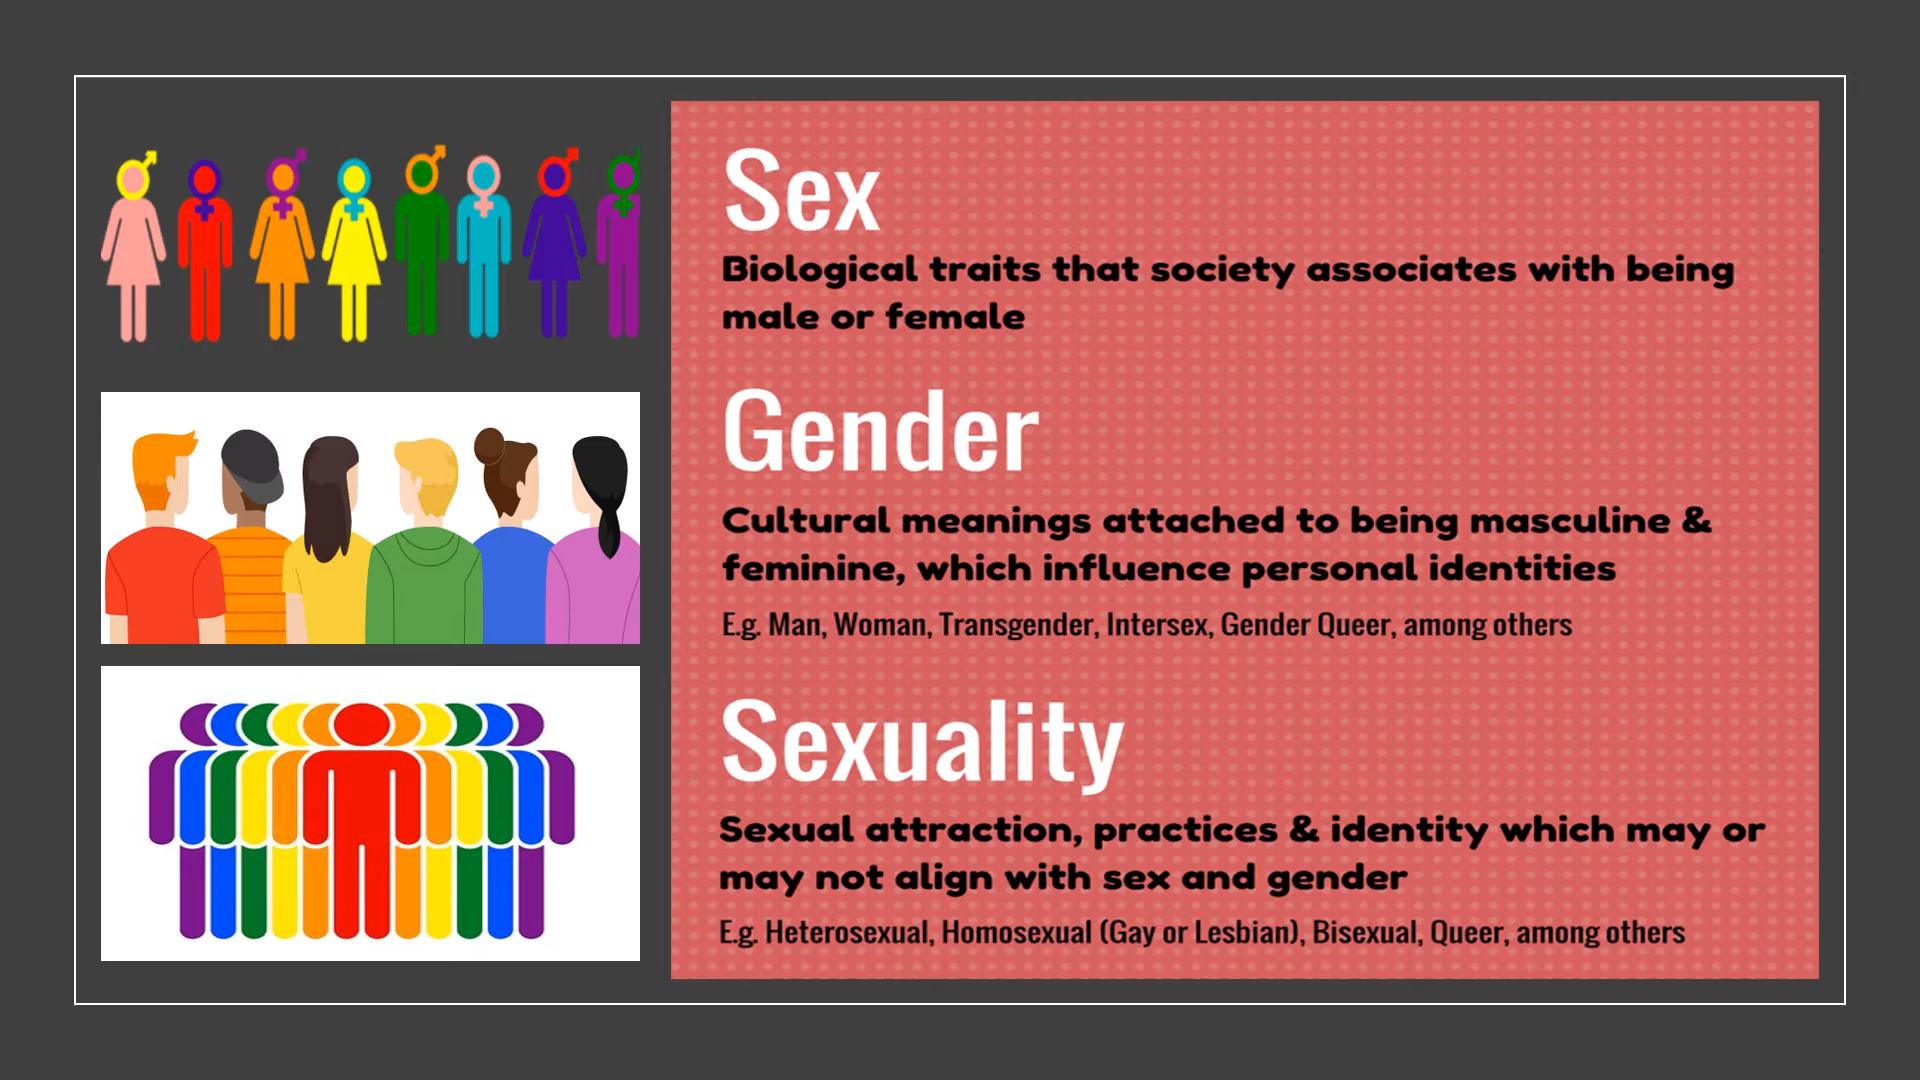 Sex
Biological traits that society associates with being
male or female
Gender
Cultural meanings attached to being masculine &
feminine, which influence personal identities
E.g. Man, Woman, Transgender, Intersex, Gender Queer, among others
Sexuality
Sexual attraction, practices & identity which may or
may not align with sex and gender
E.g. Heterosexual, Homosexual (Gay or Lesbian), Bisexual, Queer, among others